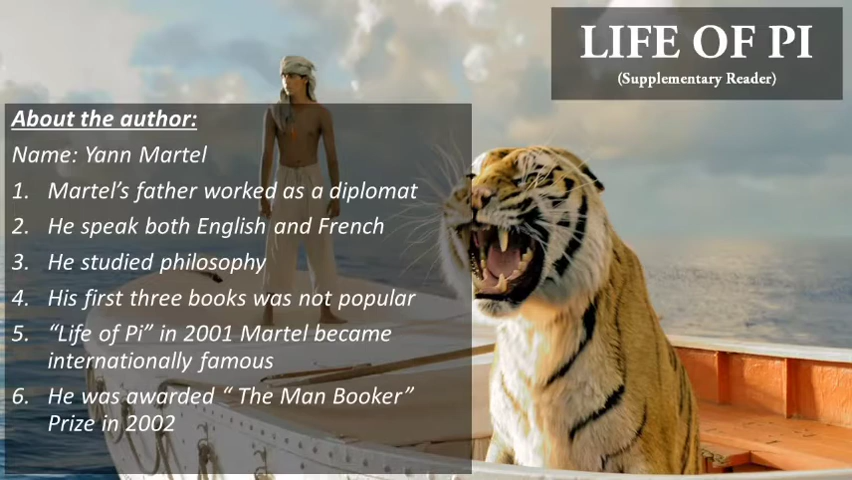 LIFE OF PI
(Supplementary Reader)
About the author:
Name: Yann Martel
1. Martel’s father worked as a diplomat
2. He speak both English and French
3. He studied philosophy
4. His first three books was not popular
5. “Life of Pi” in 2001 Martel became
internationally famous
6. He was awarded “ The Man Booker”
Prize in 2002